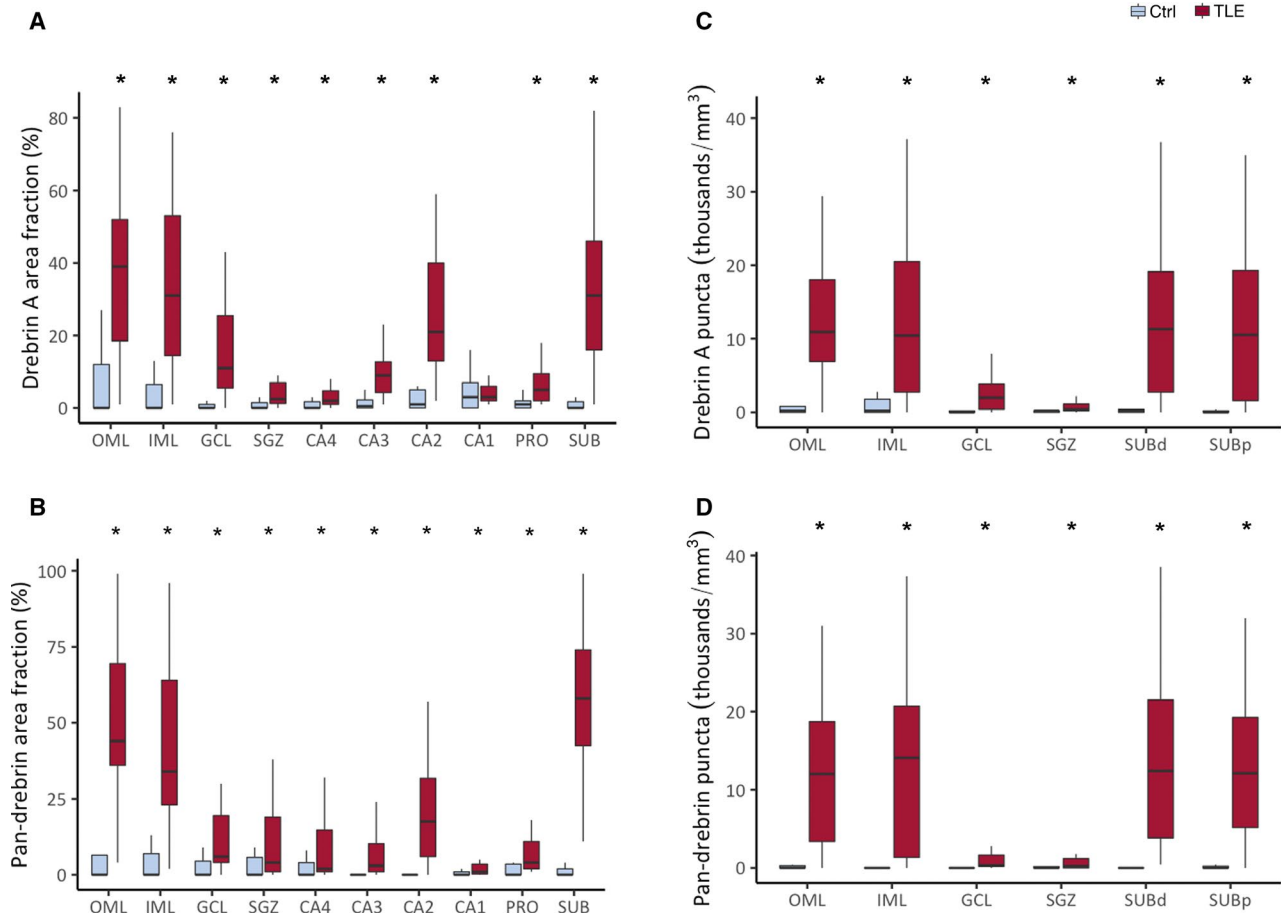 Ctrl TLE
A
* * * * * * * * *
Drebrin A area fraction (%)
80
60
40
20
0
OML IML GCL SGZ CA4 CA3 CA2 CA1 PRO SUB
C
* * * * * *
Drebrin A puncta (thousands/mm³)
40
30
20
10
0
OML IML GCL SGZ SUBd SUBp
B
* * * * * * * * * *
Pan-drebrin area fraction (%)
100
75
50
25
0
OML IML GCL SGZ CA4 CA3 CA2 CA1 PRO SUB
D
* * * * * *
Pan-drebrin puncta (thousands/mm³)
40
30
20
10
0
OML IML GCL SGZ SUBd SUBp